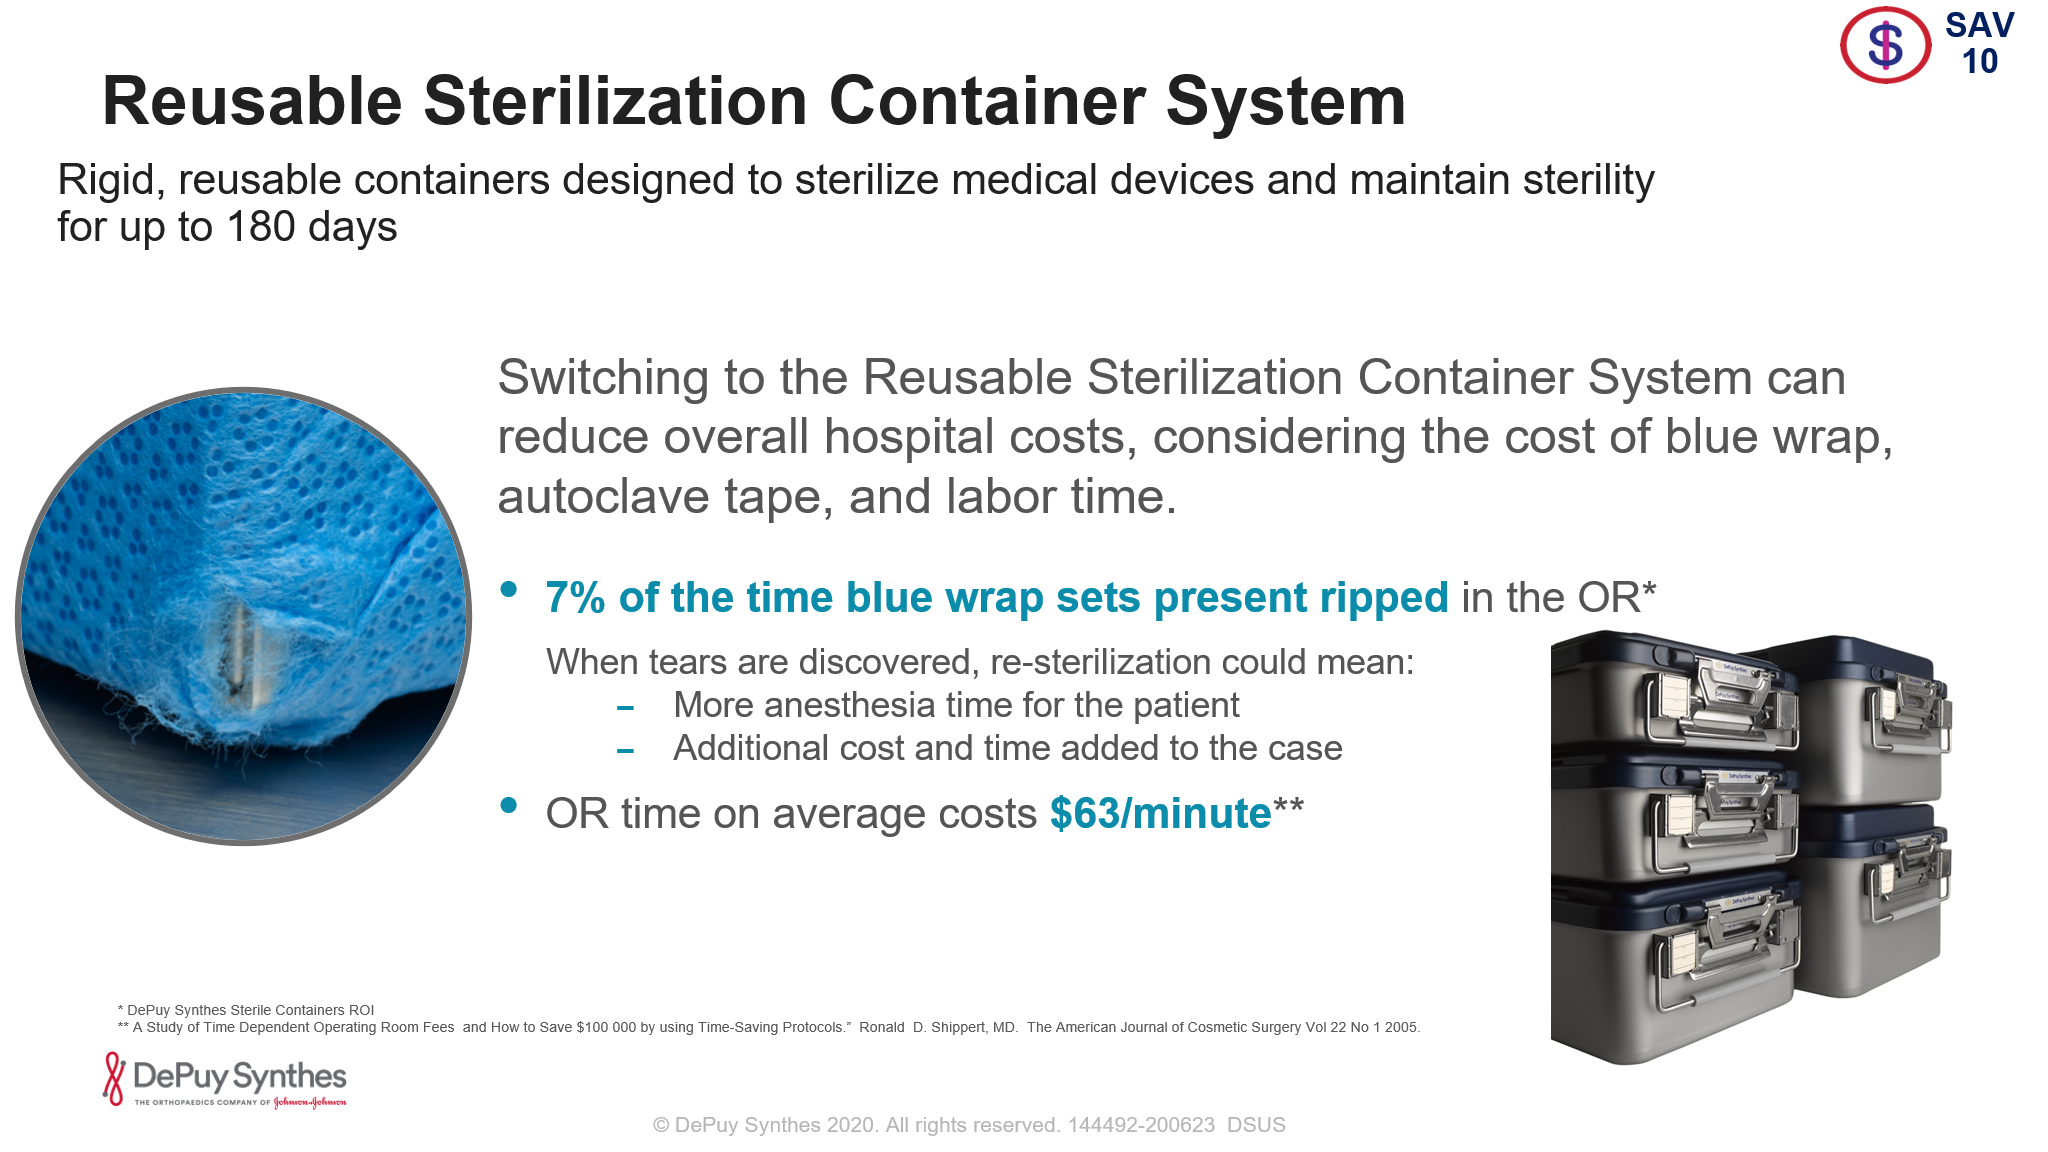 SAV
10
Reusable Sterilization Container System
Rigid, reusable containers designed to sterilize medical devices and maintain sterility
for up to 180 days
Switching to the Reusable Sterilization Container System can
reduce overall hospital costs, considering the cost of blue wrap,
autoclave tape, and labor time.
• 7% of the time blue wrap sets present ripped in the OR*
When tears are discovered, re-sterilization could mean:
– More anesthesia time for the patient
– Additional cost and time added to the case
• OR time on average costs $63/minute**
DePuy Synthes
DePuy Synthes
DePuy Synthes
* DePuy Synthes Sterile Containers ROI
** A Study of Time Dependent Operating Room Fees  and How to Save $100 000 by using Time-Saving Protocols.”  Ronald  D. Shippert, MD.  The American Journal of Cosmetic Surgery Vol 22 No 1 2005.
DePuy Synthes
THE ORTHOPAEDICS COMPANY OF Johnson&Johnson
© DePuy Synthes 2020. All rights reserved. 144492-200623  DSUS